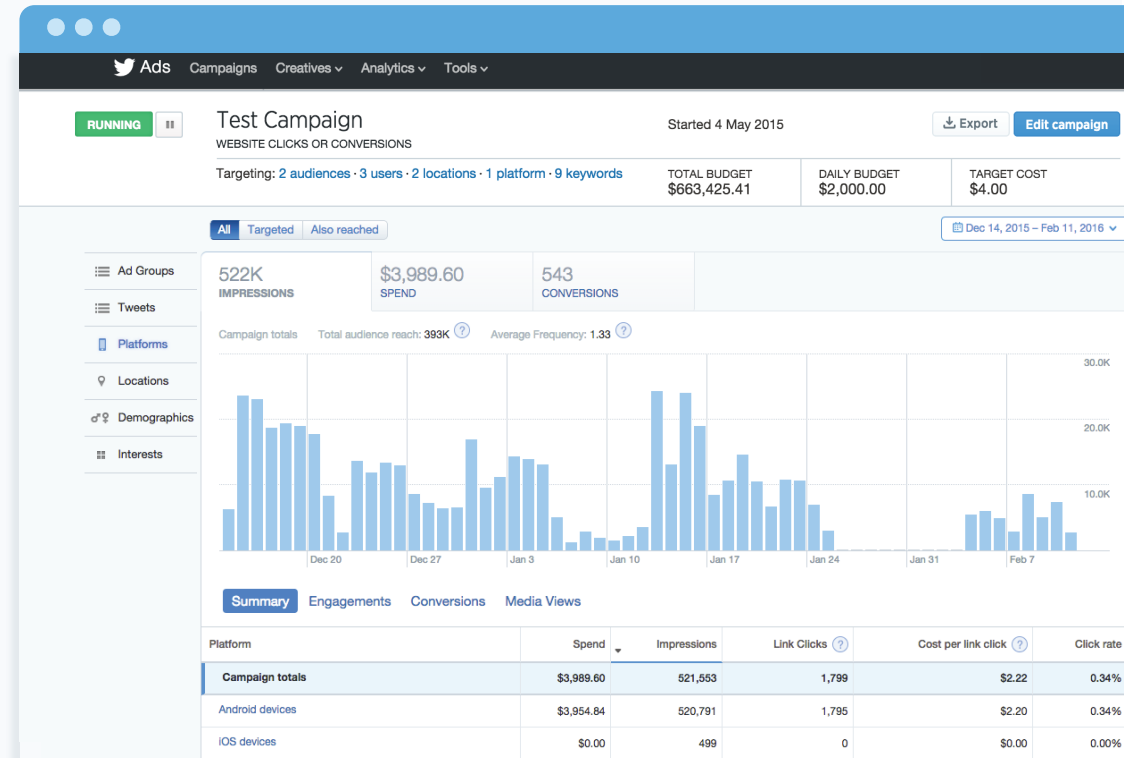 Ads Campaigns Creatives Analytics Tools
RUNNING
Test Campaign
WEBSITE CLICKS OR CONVERSIONS
Started 4 May 2015
Export
Edit campaign
Targeting: 2 audiences · 3 users · 2 locations · 1 platform · 9 keywords
TOTAL BUDGET
$663,425.41
DAILY BUDGET
$2,000.00
TARGET COST
$4.00
All Targeted Also reached
Dec 14, 2015 – Feb 11, 2016
Ad Groups
Tweets
Platforms
Locations
Demographics
Interests
522K
IMPRESSIONS
$3,989.60
SPEND
543
CONVERSIONS
Campaign totals Total audience reach: 393K ? Average Frequency: 1.33 ?
30.0K
20.0K
10.0K
Dec 20 Dec 27 Jan 3 Jan 10 Jan 17 Jan 24 Jan 31 Feb 7
Summary Engagements Conversions Media Views
Platform Spend Impressions Link Clicks ? Cost per link click ? Click rate
Campaign totals $3,989.60 521,553 1,799 $2.22 0.34%
Android devices $3,954.84 520,791 1,795 $2.20 0.34%
iOS devices $0.00 499 0 $0.00 0.00%